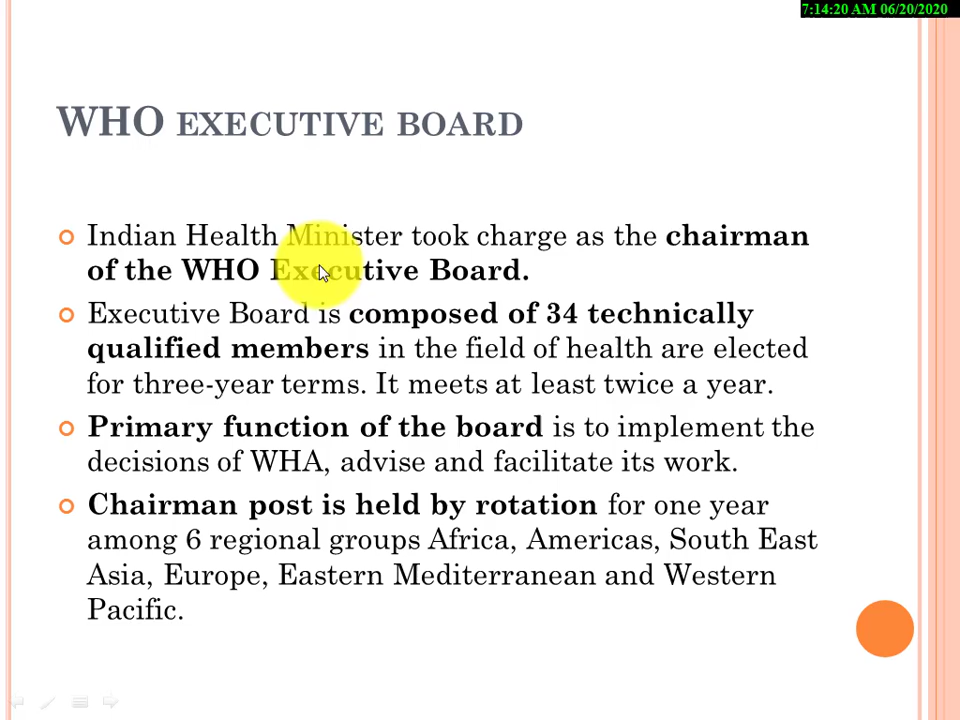 7:14:20 AM 06/20/2020
WHO EXECUTIVE BOARD
Indian Health Minister took charge as the chairman
of the WHO Executive Board.
Executive Board is composed of 34 technically
qualified members in the field of health are elected
for three-year terms. It meets at least twice a year.
Primary function of the board is to implement the
decisions of WHA, advise and facilitate its work.
Chairman post is held by rotation for one year
among 6 regional groups Africa, Americas, South East
Asia, Europe, Eastern Mediterranean and Western
Pacific.